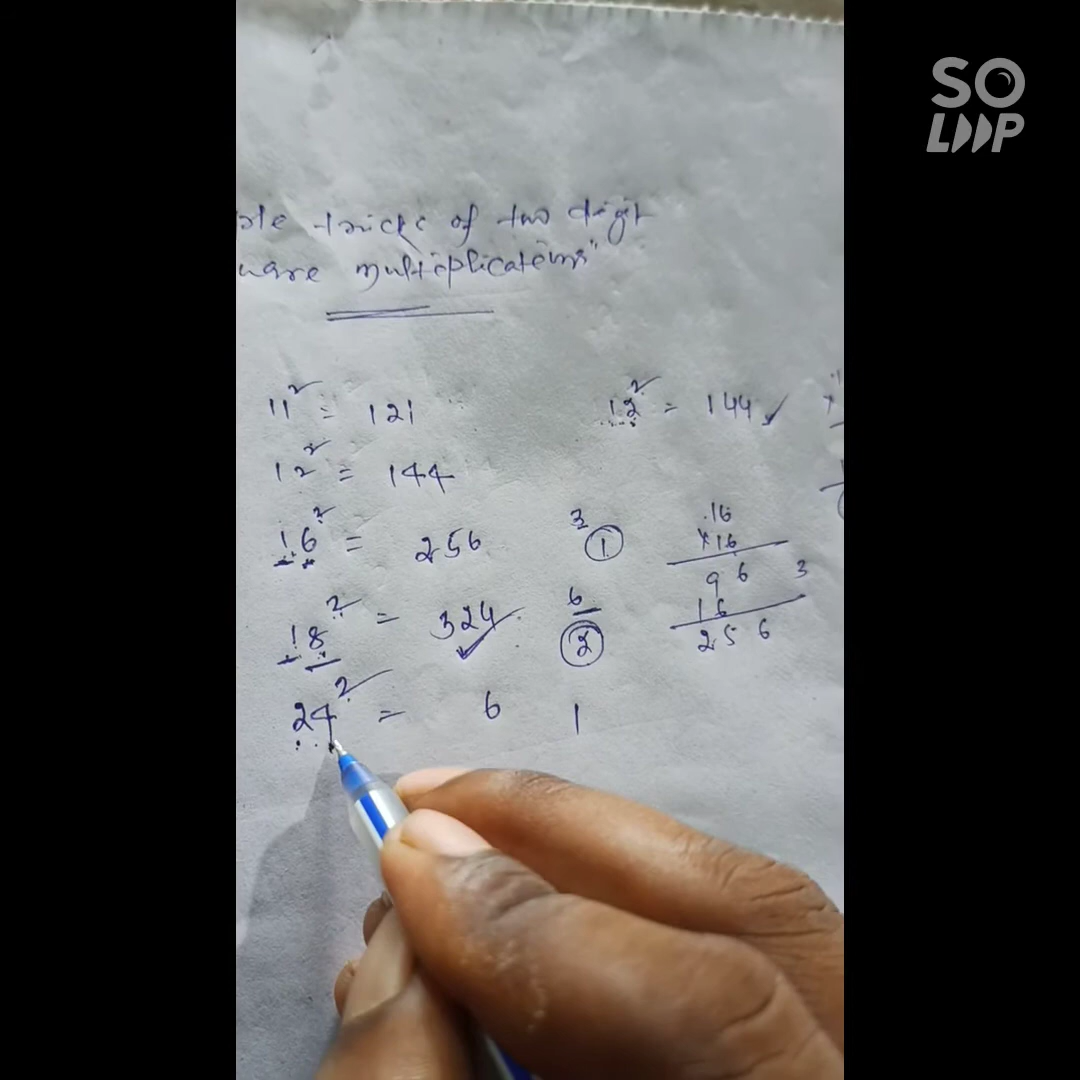 SO
LOOP
tricks of two digit
multiplications"
11² = 121
12² = 144
12² = 144
16² = 256
3
1
16
×16
96 3
16
256
18² = 324
6
2
24² = 6 1